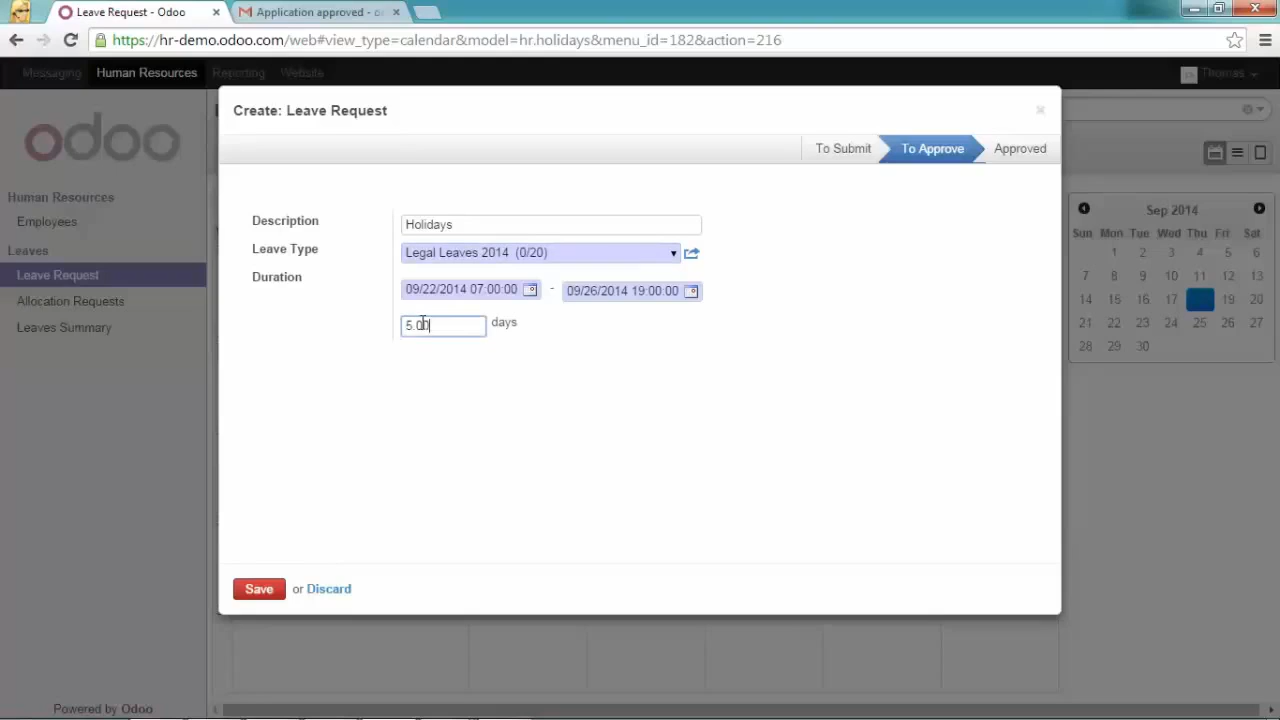 Leave Request - Odoo
Application approved - o
https://hr-demo.odoo.com/web#view_type=calendar&model=hr.holidays&menu_id=182&action=216
Messaging Human Resources Reporting Website Thomas
odoo
Create: Leave Request
To Submit To Approve Approved
Human Resources
Employees
Leaves
Leave Request
Allocation Requests
Leaves Summary
Description Holidays
Leave Type Legal Leaves 2014 (0/20)
Duration
09/22/2014 07:00:00 - 09/26/2014 19:00:00
5.00 days
Save or Discard
Sep 2014
Sun Mon Tue Wed Thu Fri Sat
1 2 3 4 5 6
7 8 9 10 11 12 13
14 15 16 17 19 20
21 22 23 24 25 26 27
28 29 30
Powered by Odoo